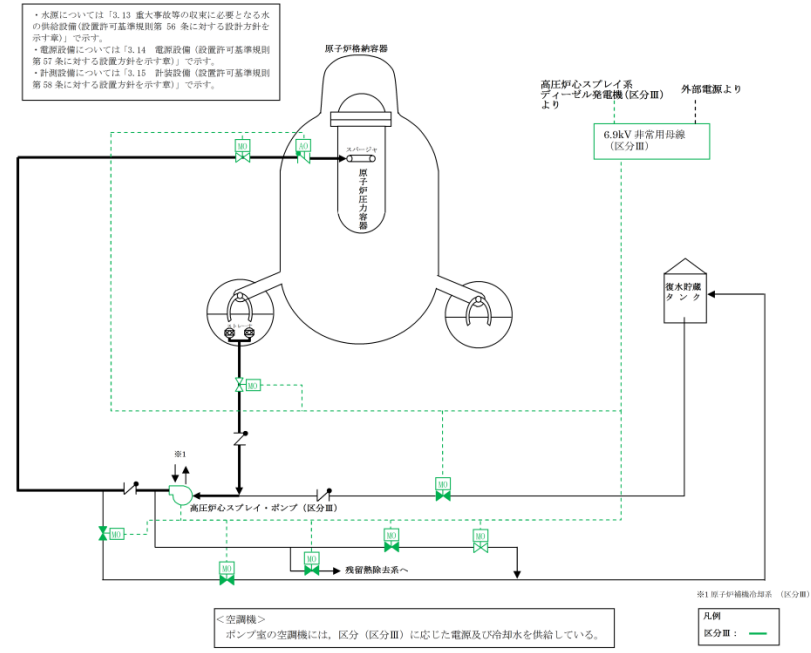 ・水源については「3.13 重大事故等の収束に必要となる水
の供給設備(設置許可基準規則第 56 条に対する設計方針を
示す章)」で示す。
・電源設備については「3.14 電源設備 (設置許可基準規則
第57条に対する設置方針を示す章)」で示す。
・計測設備については「3.15 計装設備 (設置許可基準規則
第58条に対する設置方針を示す章)」で示す。
原子炉格納容器
高圧炉心スプレイ系
ディーゼル発電機(区分Ⅲ)
より
外部電源より
6.9kV 非常用母線
(区分Ⅲ)
MO
AO
スパージャ
原子炉圧力容器
復水貯蔵
タンク
ストレーナ
MO
※1
MO
高圧炉心スプレイ・ポンプ (区分Ⅲ)
MO
MO
MO
MO
MO
残留熱除去系へ
※1 原子炉補機冷却系 (区分Ⅲ)
<空調機>
ポンプ室の空調機には，区分 (区分Ⅲ) に応じた電源及び冷却水を供給している。
凡例
区分Ⅲ：